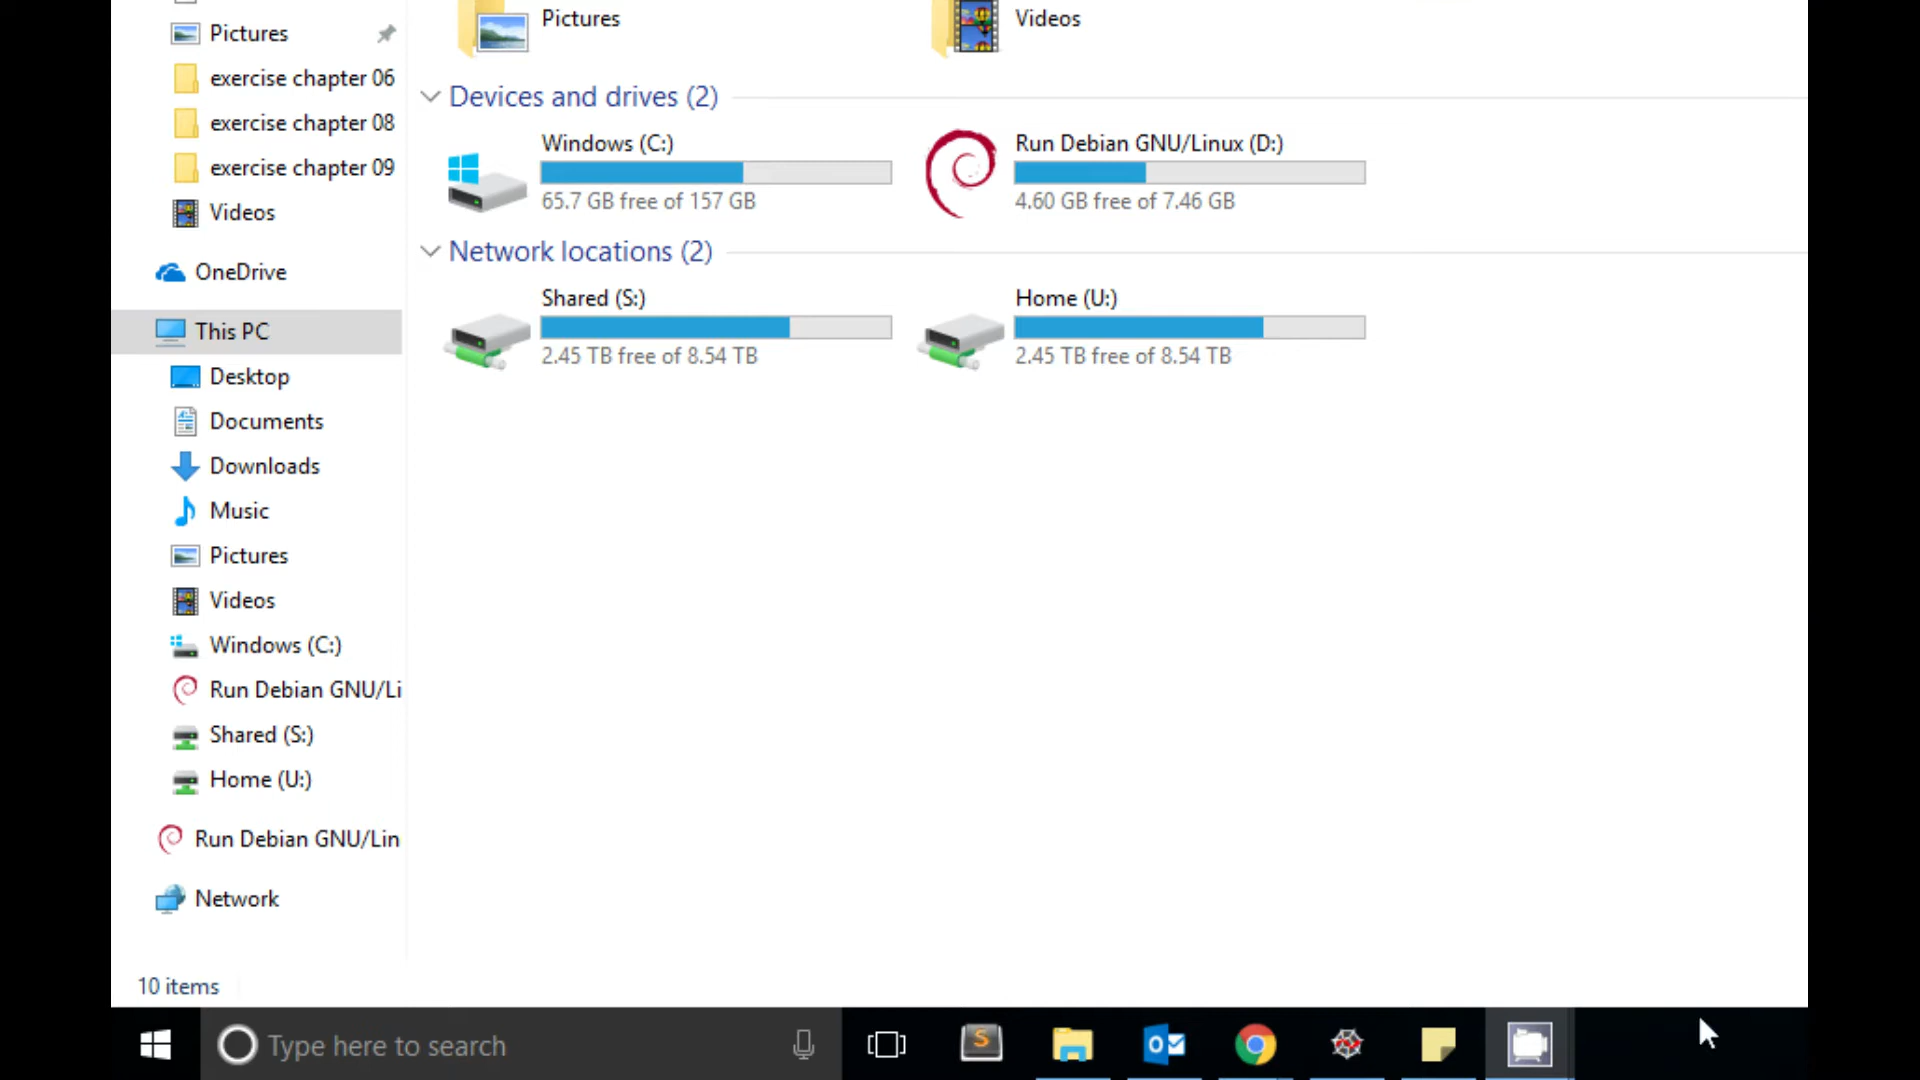 Pictures
exercise chapter 06
exercise chapter 08
exercise chapter 09
Videos
OneDrive
This PC
Desktop
Documents
Downloads
Music
Pictures
Videos
Windows (C:)
Run Debian GNU/Li
Shared (S:)
Home (U:)
Run Debian GNU/Lin
Network
Pictures
Videos
Devices and drives (2)
Windows (C:)
65.7 GB free of 157 GB
Run Debian GNU/Linux (D:)
4.60 GB free of 7.46 GB
Network locations (2)
Shared (S:)
2.45 TB free of 8.54 TB
Home (U:)
2.45 TB free of 8.54 TB
10 items
Type here to search